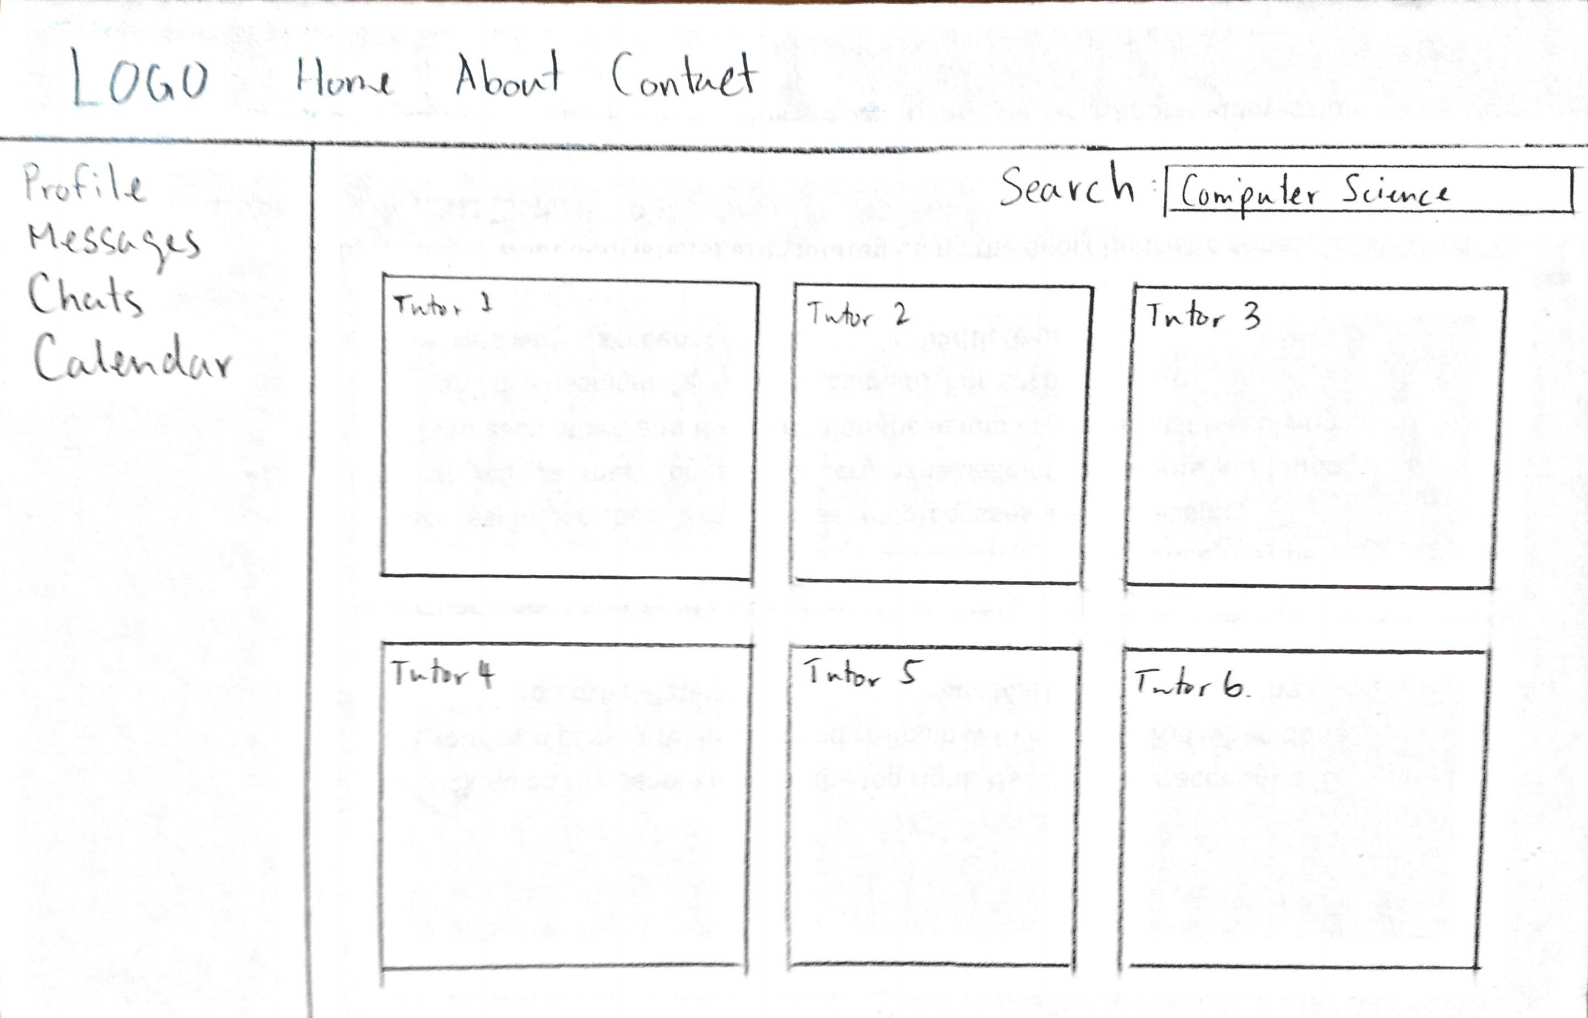 LOGO Home About Contact
Profile
Messages
Chats
Calendar
Search : Computer Science
Tutor 1
Tutor 2
Tutor 3
Tutor 4
Tutor 5
Tutor 6.